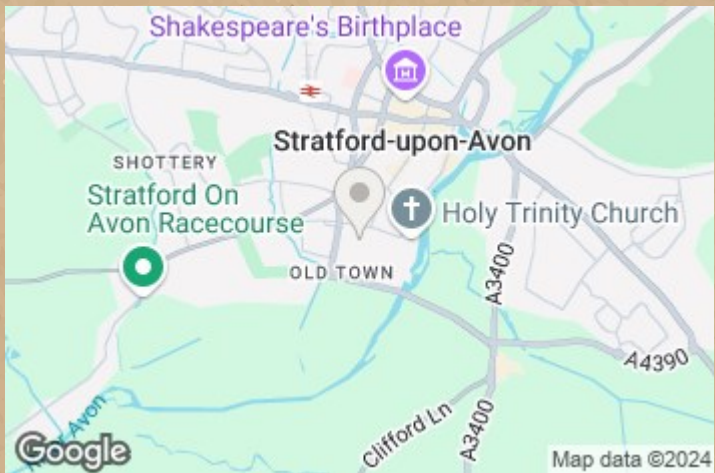 Shakespeare's Birthplace
Stratford-upon-Avon
SHOTTERY
Stratford On
Avon Racecourse
Holy Trinity Church
OLD TOWN
A3400
A4390
Avon
Clifford Ln
A3400
Google
Map data ©2024